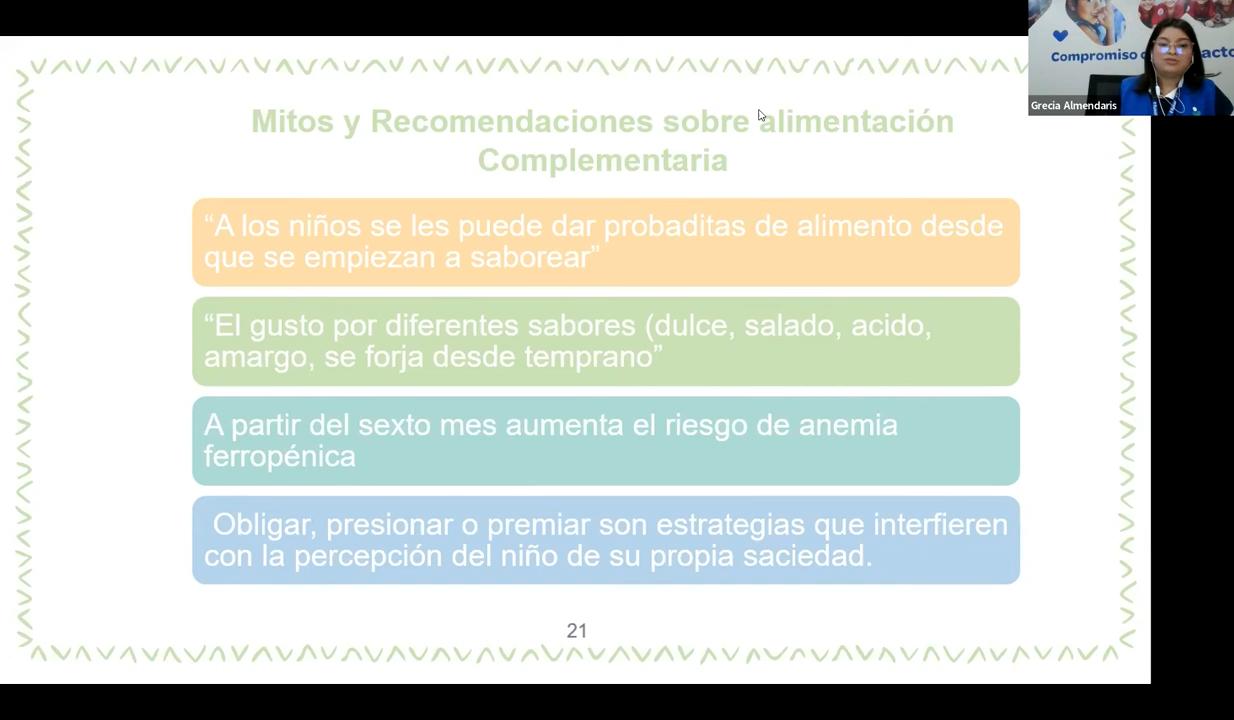 Compromiso
Grecia Almendaris
Mitos y Recomendaciones sobre alimentación
Complementaria
“A los niños se les puede dar probaditas de alimento desde
que se empiezan a saborear”
“El gusto por diferentes sabores (dulce, salado, acido,
amargo, se forja desde temprano”
A partir del sexto mes aumenta el riesgo de anemia
ferropénica
Obligar, presionar o premiar son estrategias que interfieren
con la percepción del niño de su propia saciedad.
21